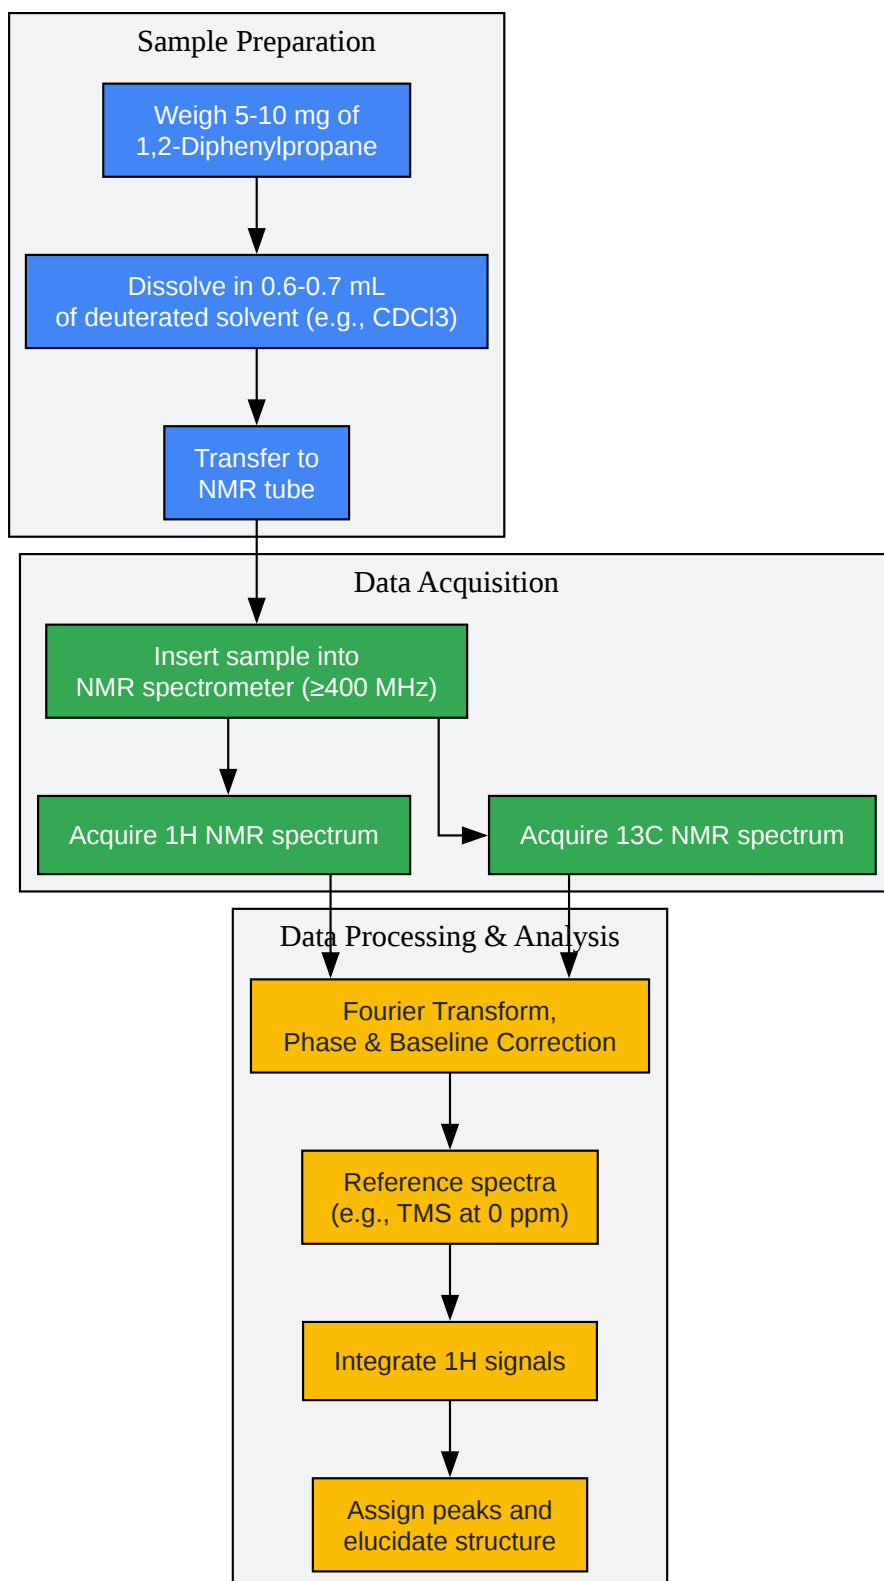 Sample Preparation
Weigh 5-10 mg of
1,2-Diphenylpropane
Dissolve in 0.6-0.7 mL
of deuterated solvent (e.g., CDCl3)
Transfer to
NMR tube
Data Acquisition
Insert sample into
NMR spectrometer (≥400 MHz)
Acquire 1H NMR spectrum
Acquire 13C NMR spectrum
Data Processing & Analysis
Fourier Transform,
Phase & Baseline Correction
Reference spectra
(e.g., TMS at 0 ppm)
Integrate 1H signals
Assign peaks and
elucidate structure